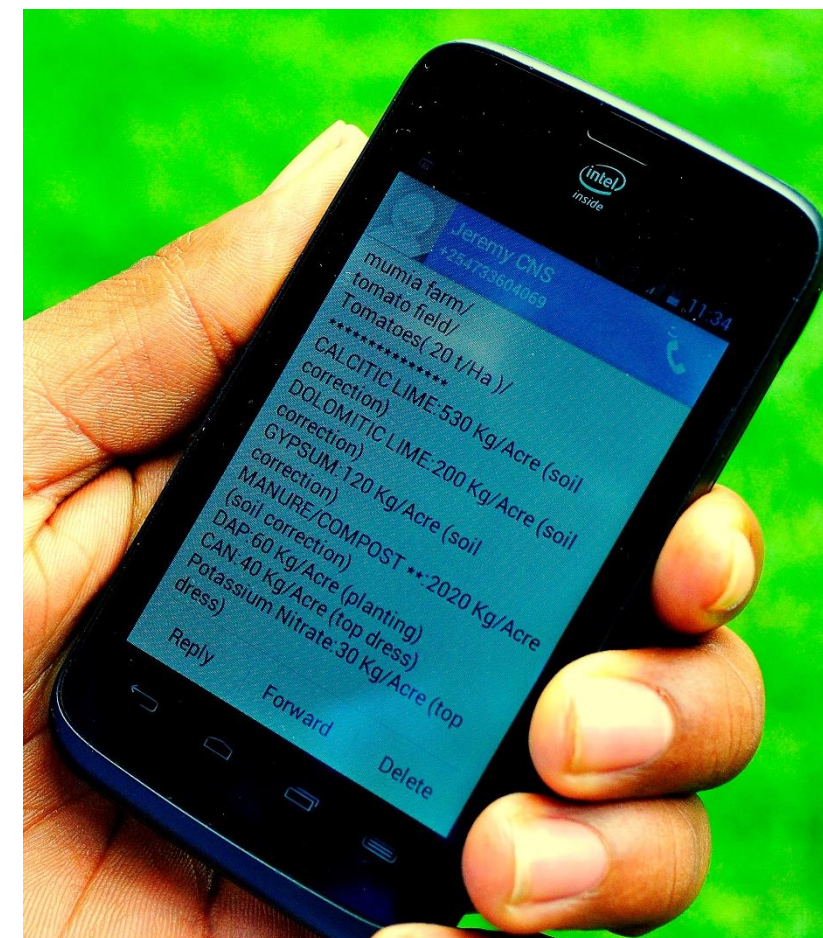 intel
inside
11:34
Jeremy CNS
+254733604069
mumia farm/
tomato field/
Tomatoes( 20 t/Ha )/
***************
CALCITIC LIME:530 Kg/Acre (soil
correction)
DOLOMITIC LIME:200 Kg/Acre (soil
correction)
GYPSUM:120 Kg/Acre (soil
correction)
MANURE/COMPOST **:2020 Kg/Acre
(soil correction)
DAP:60 Kg/Acre (planting)
CAN:40 Kg/Acre (top dress)
Potassium Nitrate:30 Kg/Acre (top
dress)
Reply
Forward
Delete